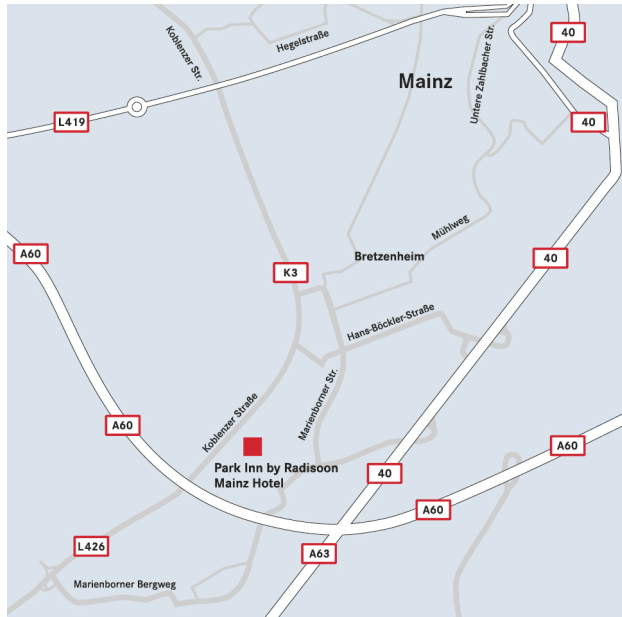 40
Hegelstraße
Koblenzer Str.
Untere Zahlbacher Str.
Mainz
L419
40
Mühlweg
A60
Bretzenheim
40
K3
Hans-Böckler-Straße
Marienborner Str.
Koblenzer Straße
A60
A60
Park Inn by Radisoon
Mainz Hotel
40
A60
L426
A63
Marienborner Bergweg